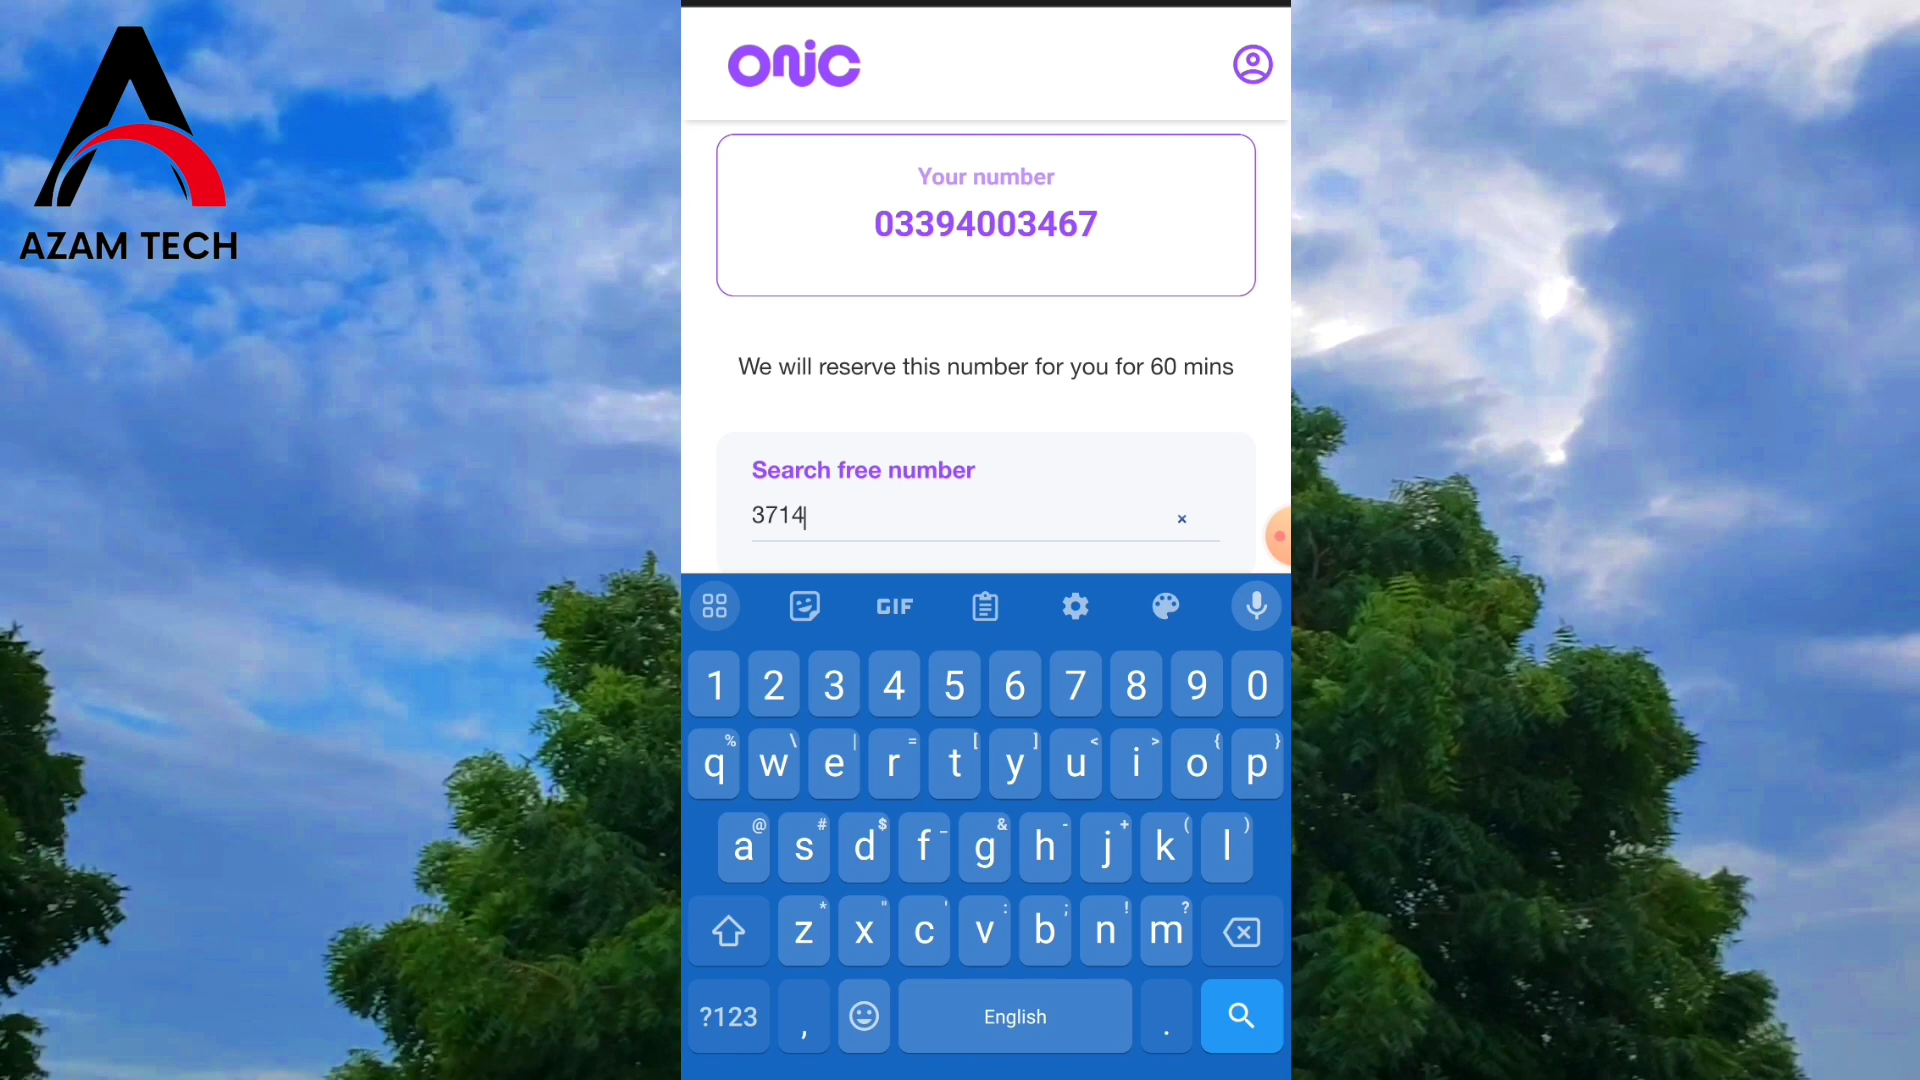 AZAM TECH
onic
Your number
03394003467
We will reserve this number for you for 60 mins
Search free number
3714
×
GIF
1 2 3 4 5 6 7 8 9 0
q% w\ e| r= t[ y] u< i> o{ p}
a@ s# d$ f_ g& h- j+ k( l)
z* x" c' v: b; n! m?
?123 , English .